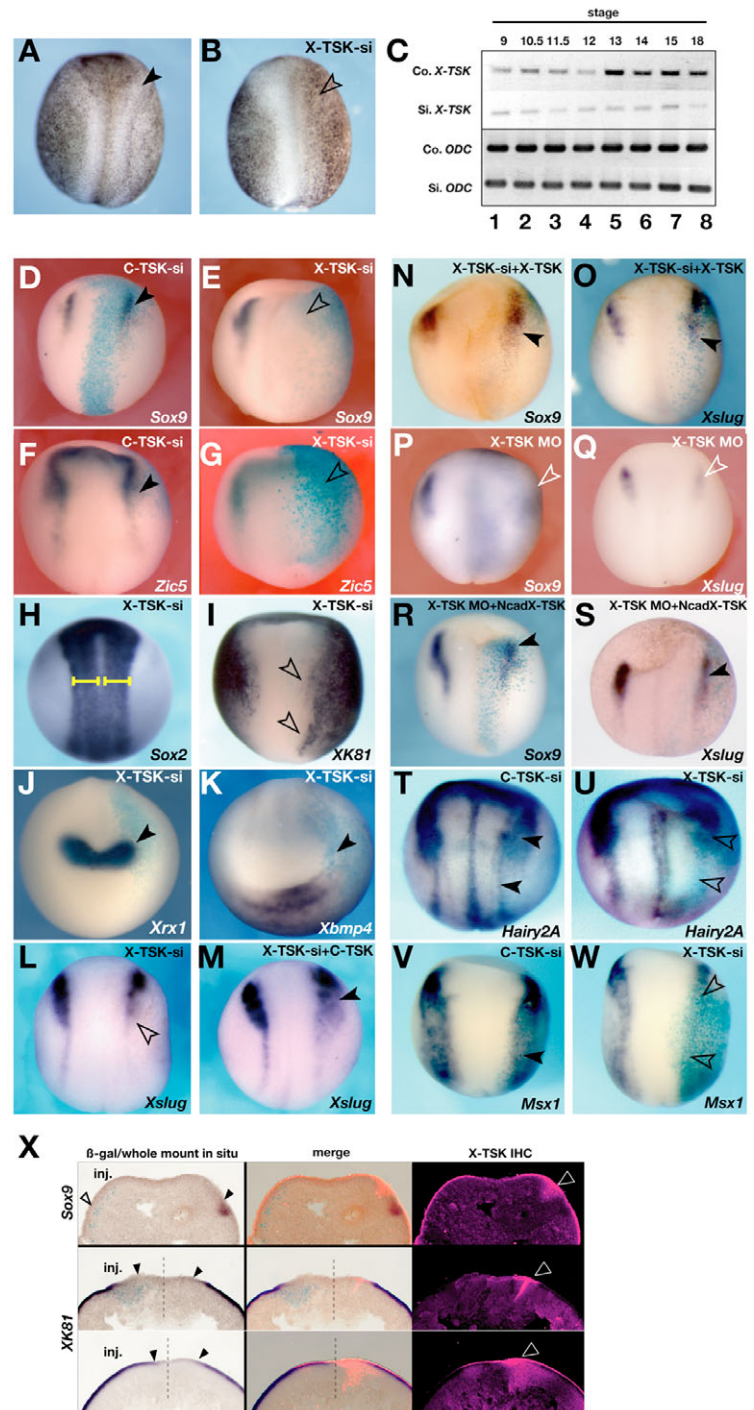 A
B
X-TSK-si
C
stage
9 10.5 11.5 12 13 14 15 18
Co. X-TSK
Si. X-TSK
Co. ODC
Si. ODC
1 2 3 4 5 6 7 8
D
C-TSK-si
Sox9
E
X-TSK-si
Sox9
N
X-TSK-si+X-TSK
Sox9
O
X-TSK-si+X-TSK
Xslug
F
C-TSK-si
Zic5
G
X-TSK-si
Zic5
P
X-TSK MO
Sox9
Q
X-TSK MO
Xslug
H
X-TSK-si
Sox2
I
X-TSK-si
XK81
R
X-TSK MO+NcadX-TSK
Sox9
S
X-TSK MO+NcadX-TSK
Xslug
J
X-TSK-si
Xrx1
K
X-TSK-si
Xbmp4
T
C-TSK-si
Hairy2A
U
X-TSK-si
Hairy2A
L
X-TSK-si
Xslug
M
X-TSK-si+C-TSK
Xslug
V
C-TSK-si
Msx1
W
X-TSK-si
Msx1
X
ß-gal/whole mount in situ
merge
X-TSK IHC
Sox9
inj.
XK81
inj.
inj.